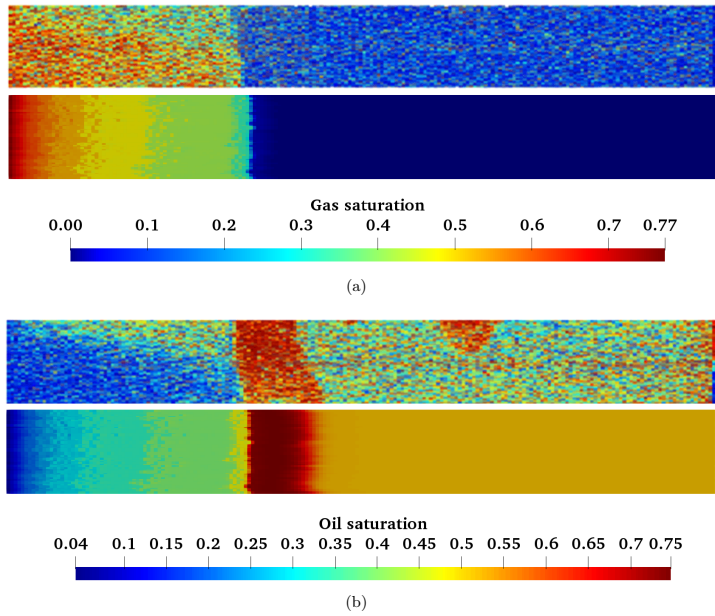 Gas saturation
0.00 0.1 0.2 0.3 0.4 0.5 0.6 0.7 0.77
(a)
Oil saturation
0.04 0.1 0.15 0.2 0.25 0.3 0.35 0.4 0.45 0.5 0.55 0.6 0.65 0.7 0.75
(b)